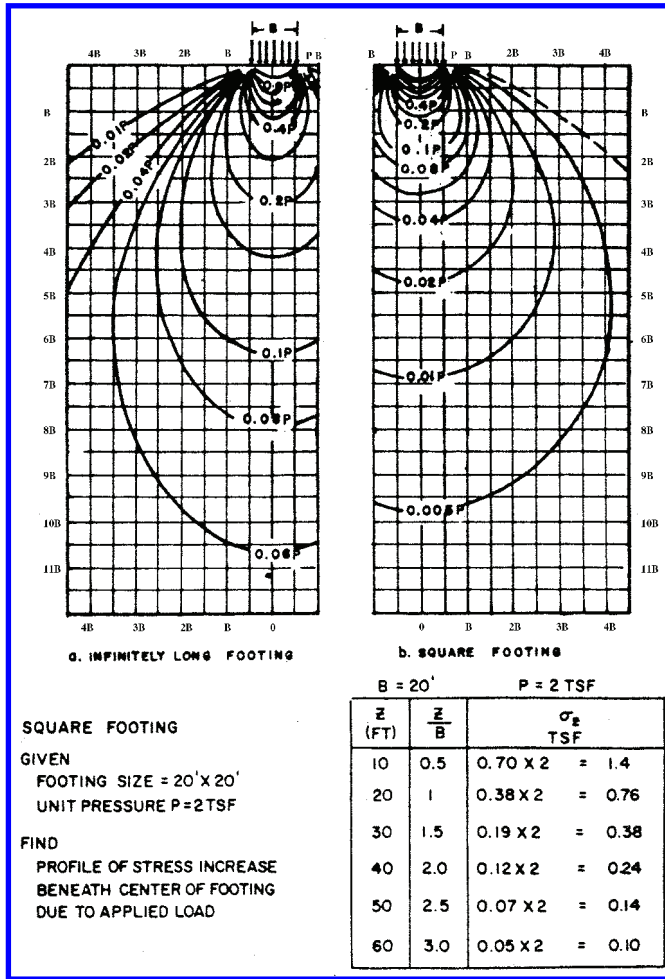 B
4B 3B 2B B P B
B P B 2B 3B 4B
0.4P
0.2P
0.1P
0.04P
0.02P
0.01P
0.2P
0.1P
0.06P
0.4P
0.2P
0.1P
0.04
0.02P
0.01P
0.005P
B
2B
3B
4B
5B
6B
7B
8B
9B
10B
11B
B
2B
3B
4B
5B
6B
7B
8B
9B
10B
11B
4B 3B 2B B 0
0 B 2B 3B 4B
a. INFINITELY LONG FOOTING
b. SQUARE FOOTING
SQUARE FOOTING
GIVEN
FOOTING SIZE = 20'X 20'
UNIT PRESSURE P=2TSF
FIND
PROFILE OF STRESS INCREASE
BENEATH CENTER OF FOOTING
DUE TO APPLIED LOAD
B = 20' P = 2 TSF
Z (FT) Z/B σz TSF
10 0.5 0.70 X 2 = 1.4
20 1 0.38 X 2 = 0.76
30 1.5 0.19 X 2 = 0.38
40 2.0 0.12 X 2 = 0.24
50 2.5 0.07 X 2 = 0.14
60 3.0 0.05 X 2 = 0.10